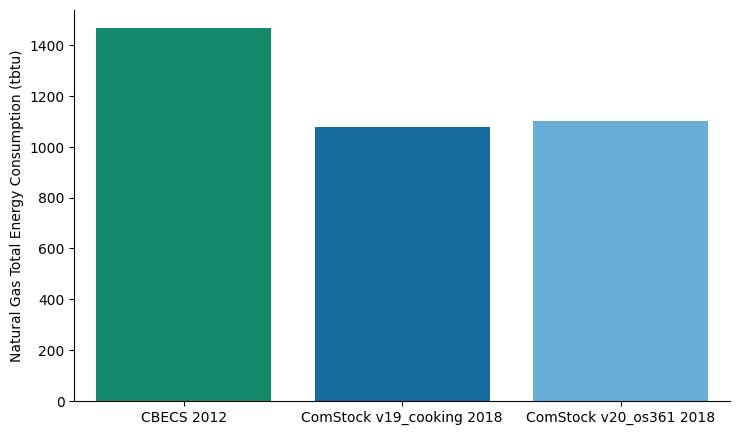 Natural Gas Total Energy Consumption (tbtu)
1400
1200
1000
800
600
400
200
0
CBECS 2012
ComStock v19_cooking 2018
ComStock v20_os361 2018